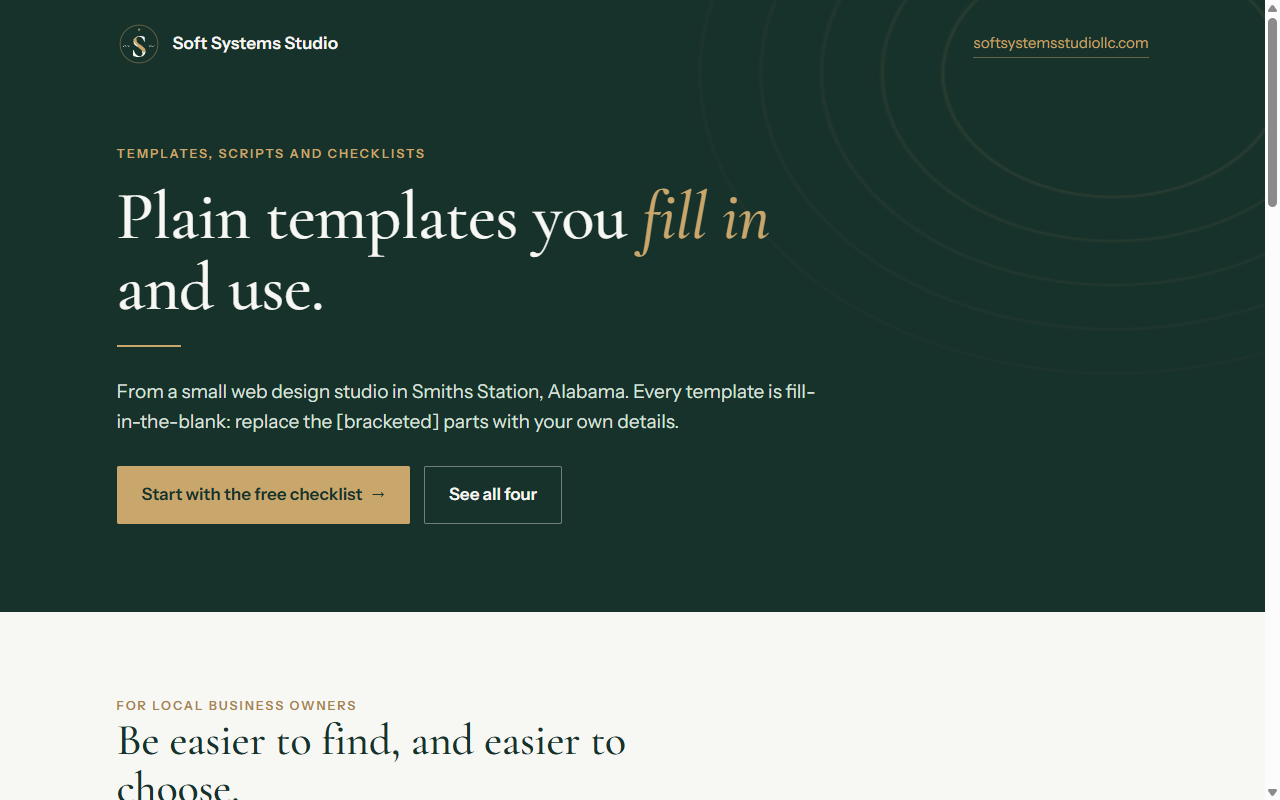 S
Soft Systems Studio
softsystemsstudiollc.com
TEMPLATES, SCRIPTS AND CHECKLISTS
Plain templates you fill in
and use.
From a small web design studio in Smiths Station, Alabama. Every template is fill-
in-the-blank: replace the [bracketed] parts with your own details.
Start with the free checklist →
See all four
FOR LOCAL BUSINESS OWNERS
Be easier to find, and easier to
choose.